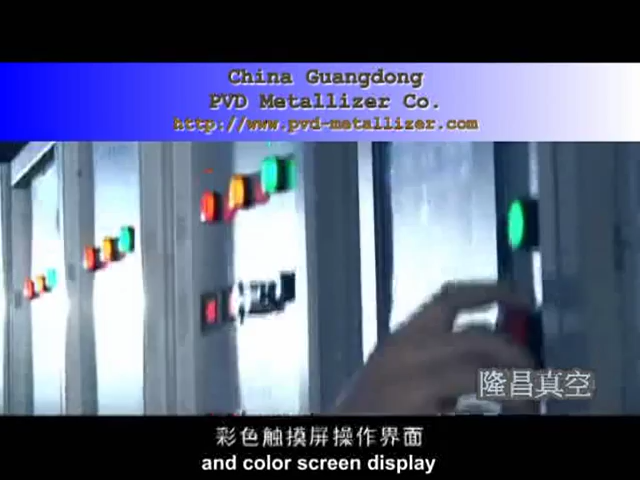 China Guangdong
PVD Metallizer Co.
http://www.pvd-metallizer.com
隆昌真空
彩色触摸屏操作界面
and color screen display